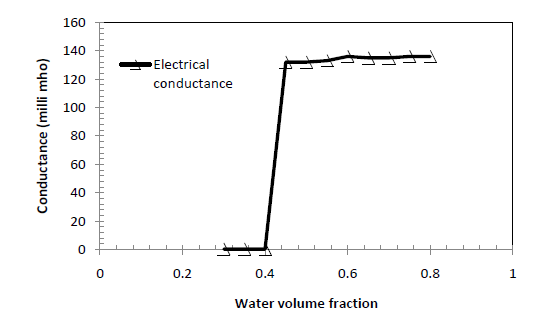 160
140
120
100
80
60
40
20
0
Conductance (milli mho)
Electrical
conductance
0 0.2 0.4 0.6 0.8 1
Water volume fraction